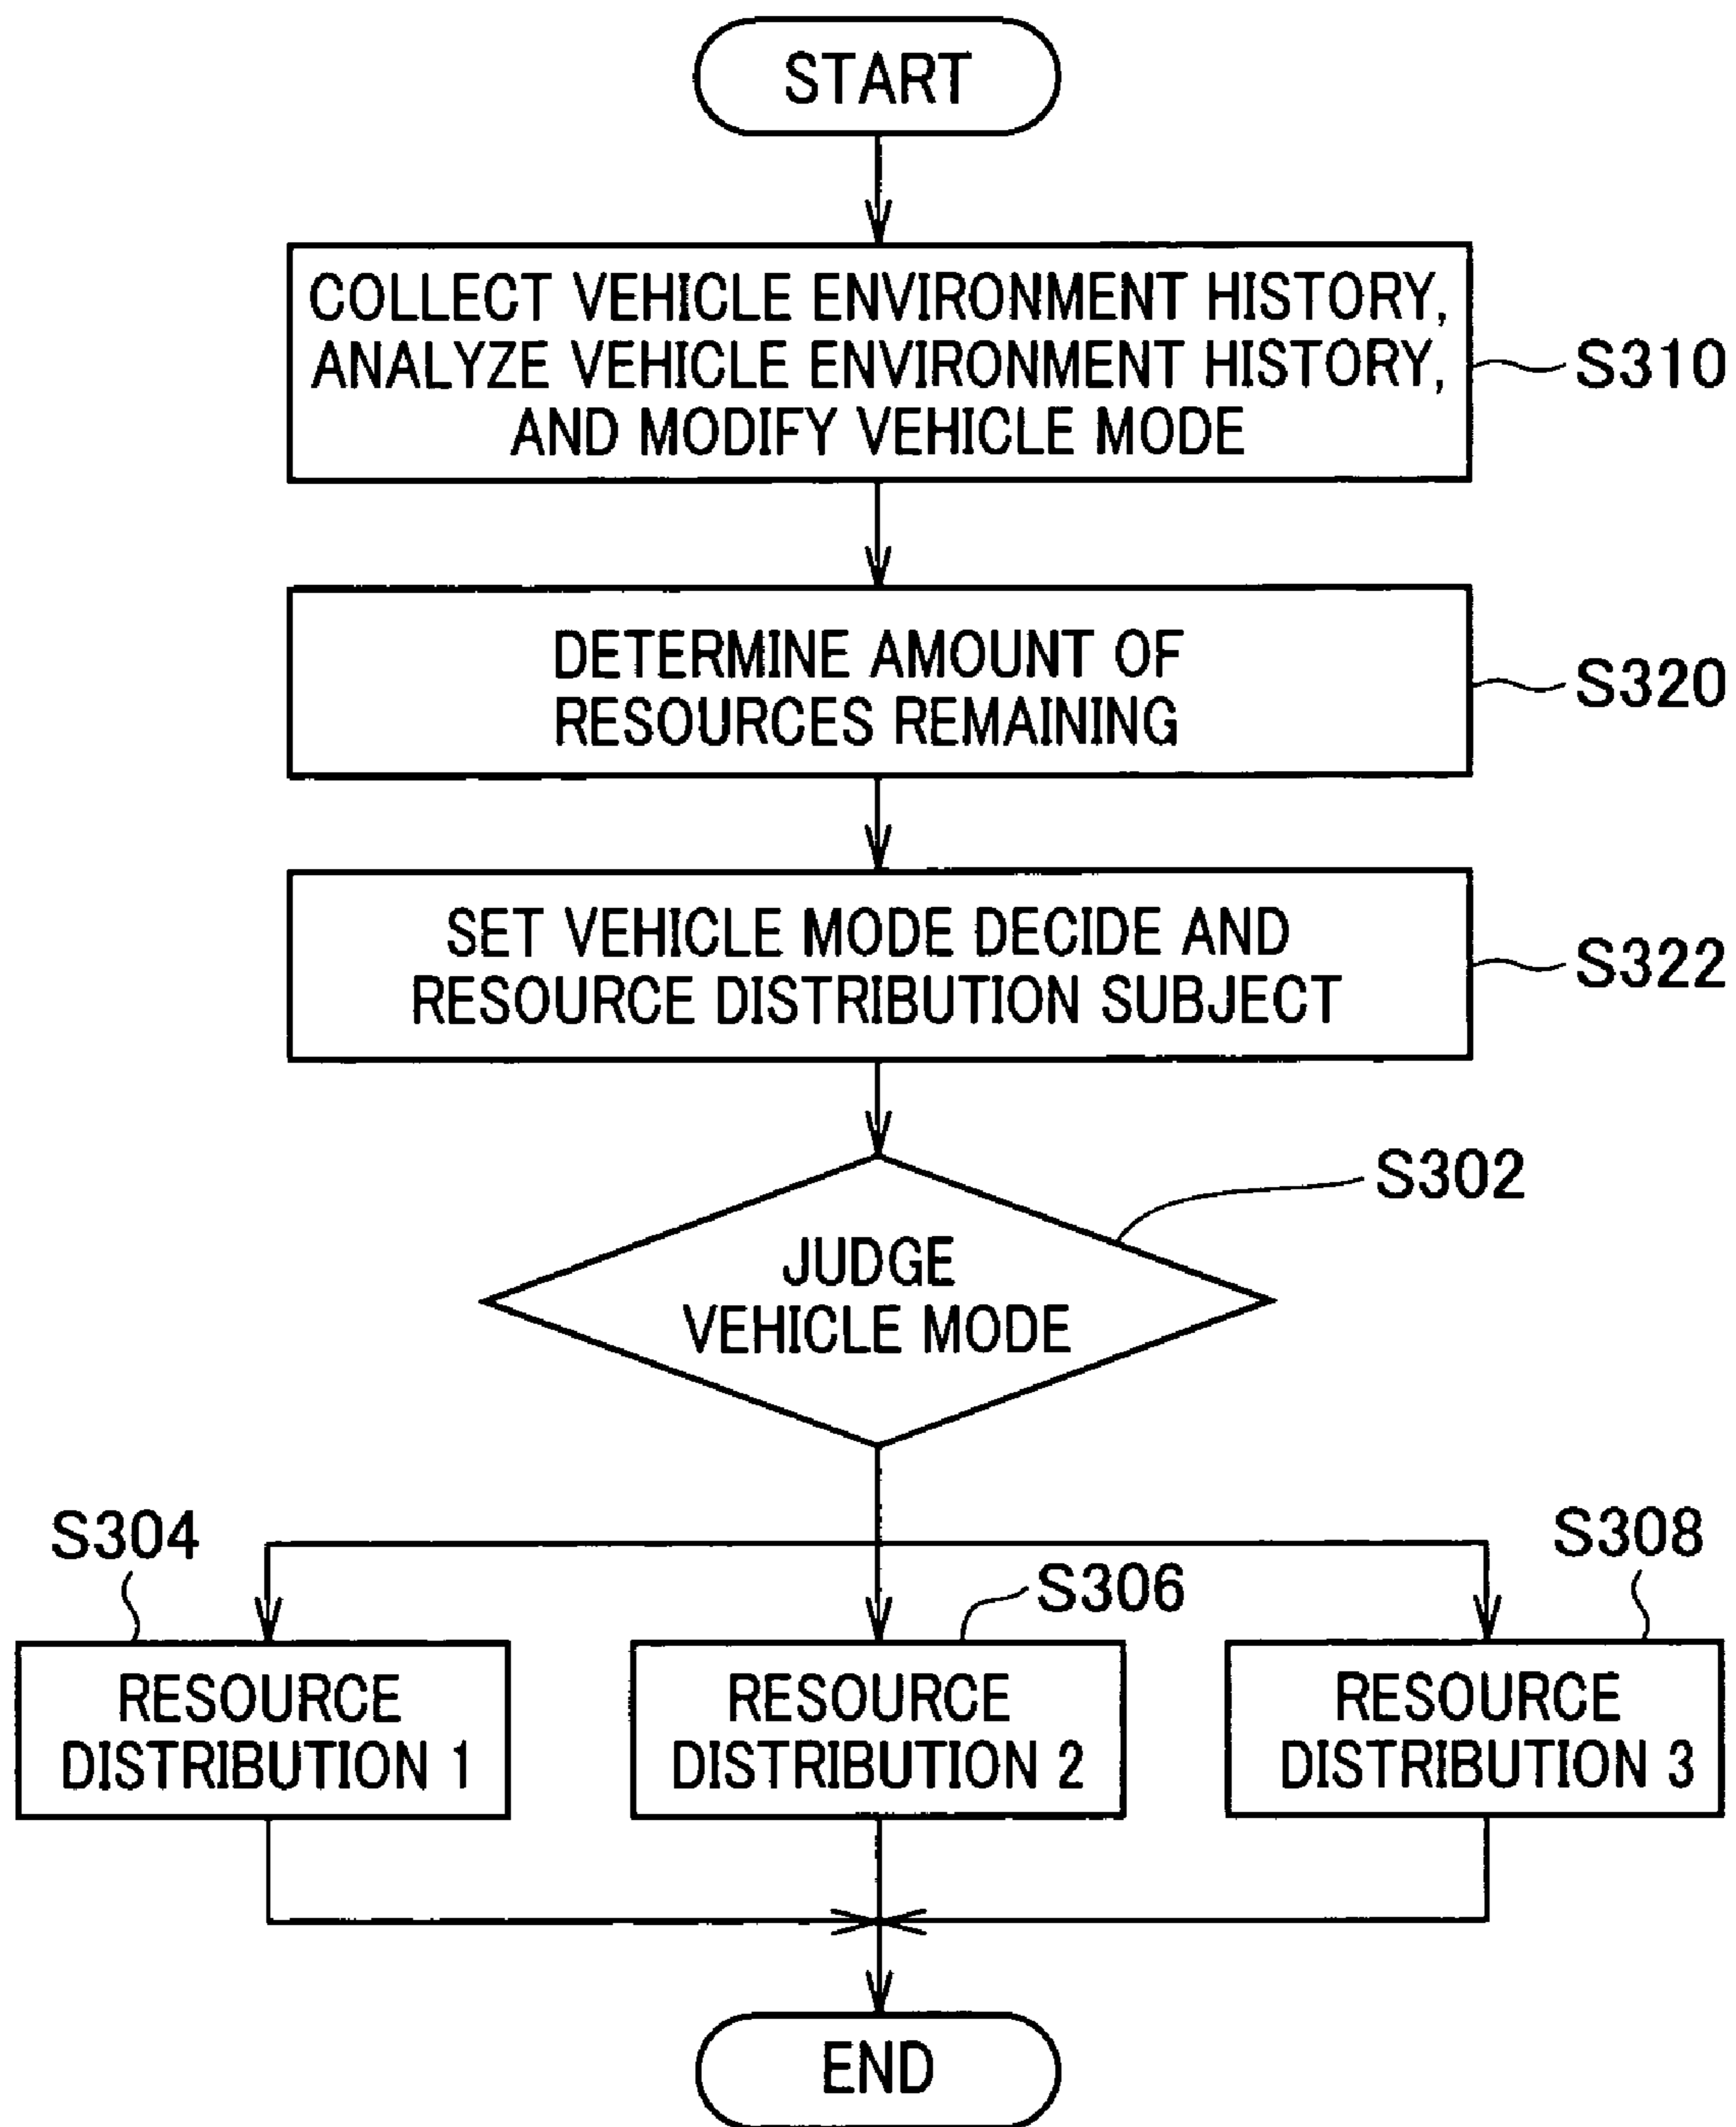 START
COLLECT VEHICLE ENVIRONMENT HISTORY,
ANALYZE VEHICLE ENVIRONMENT HISTORY,
AND MODIFY VEHICLE MODE
S310
DETERMINE AMOUNT OF
RESOURCES REMAINING
S320
SET VEHICLE MODE DECIDE AND
RESOURCE DISTRIBUTION SUBJECT
S322
S302
JUDGE
VEHICLE MODE
S304
S306
S308
RESOURCE
DISTRIBUTION 1
RESOURCE
DISTRIBUTION 2
RESOURCE
DISTRIBUTION 3
END